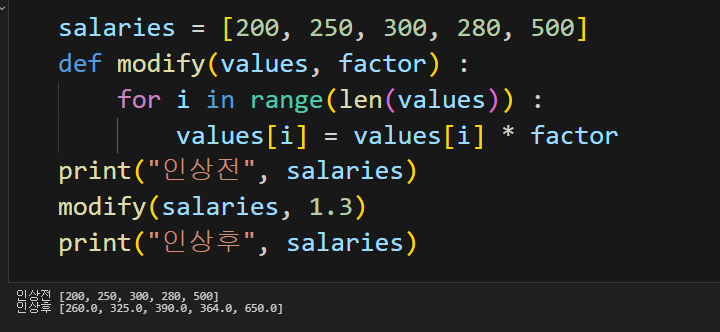 salaries = [200, 250, 300, 280, 500]
def modify(values, factor) :
    for i in range(len(values)) :
        values[i] = values[i] * factor
print("인상전", salaries)
modify(salaries, 1.3)
print("인상후", salaries)
인상전 [200, 250, 300, 280, 500]
인상후 [260.0, 325.0, 390.0, 364.0, 650.0]